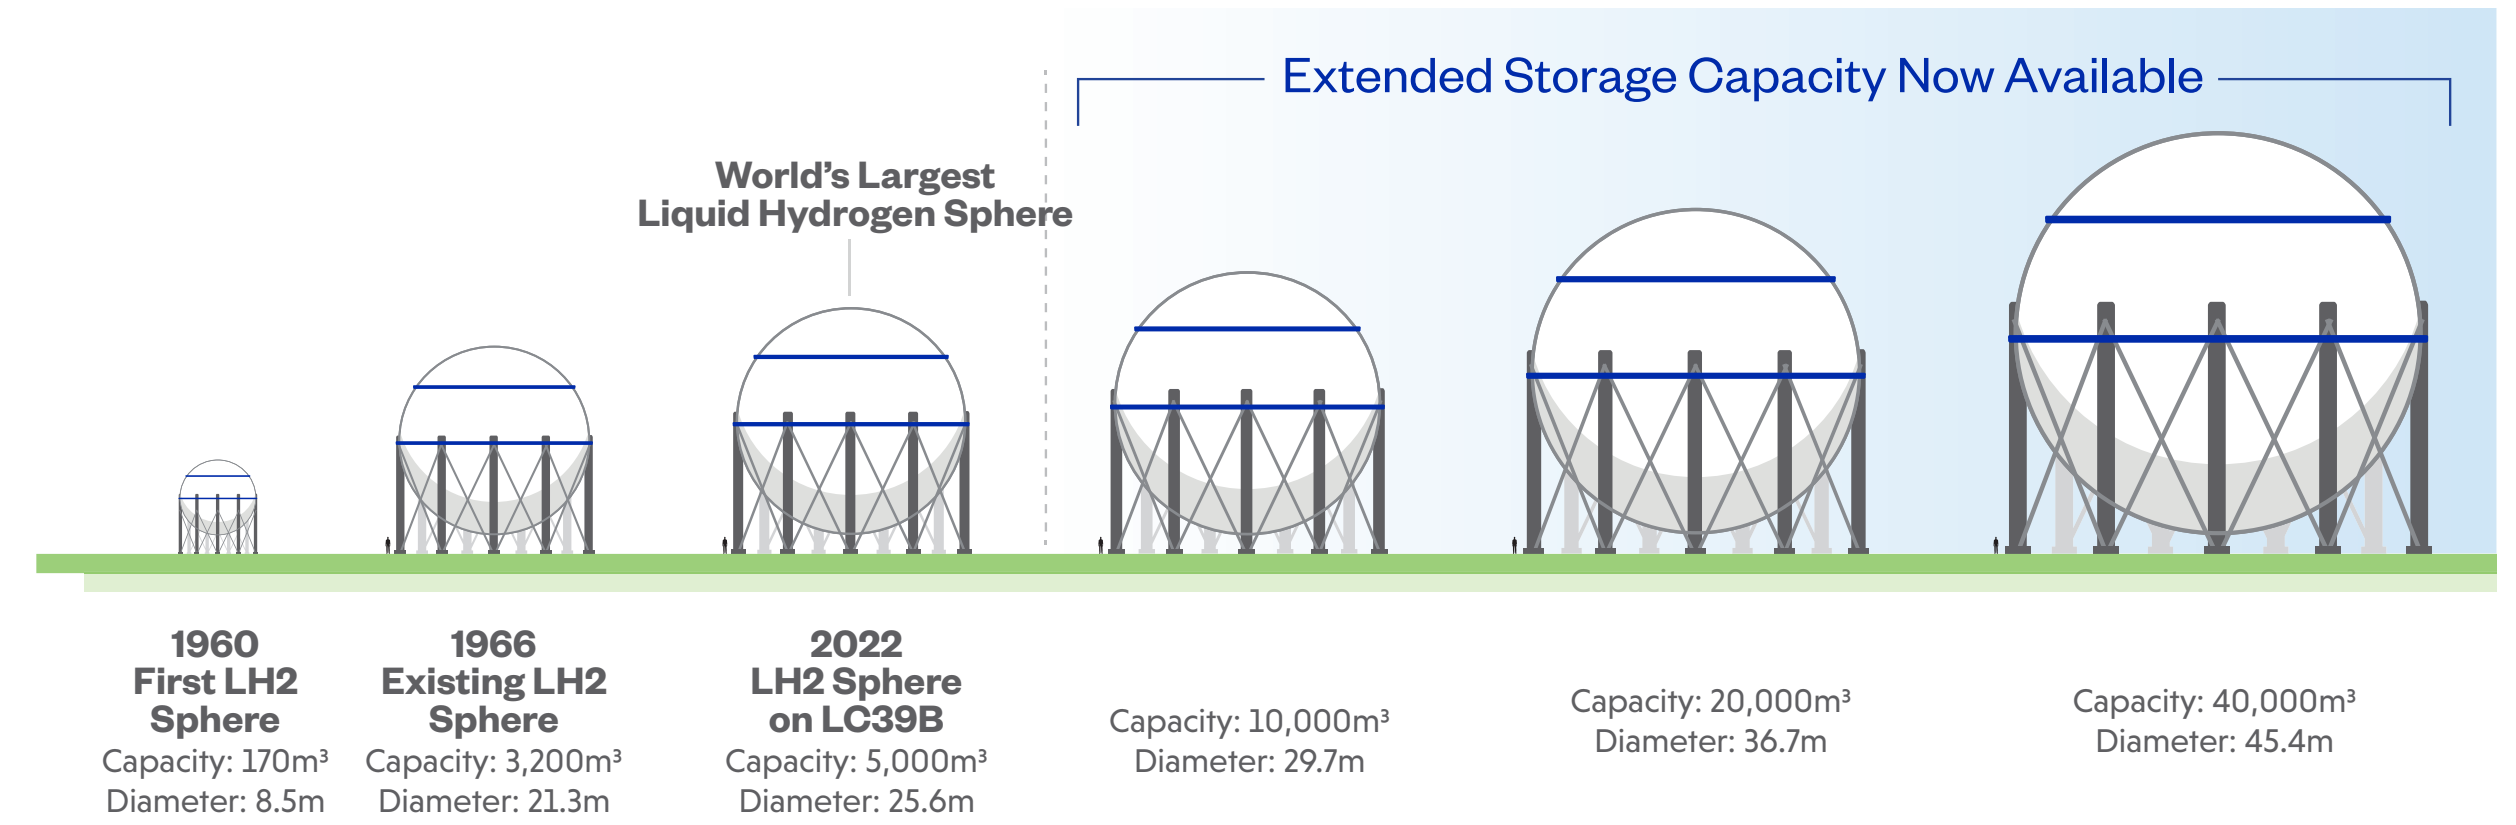 Extended Storage Capacity Now Available
World's Largest
Liquid Hydrogen Sphere
1960
First LH2
Sphere
Capacity: 170m³
Diameter: 8.5m
1966
Existing LH2
Sphere
Capacity: 3,200m³
Diameter: 21.3m
2022
LH2 Sphere
on LC39B
Capacity: 5,000m³
Diameter: 25.6m
Capacity: 10,000m³
Diameter: 29.7m
Capacity: 20,000m³
Diameter: 36.7m
Capacity: 40,000m³
Diameter: 45.4m